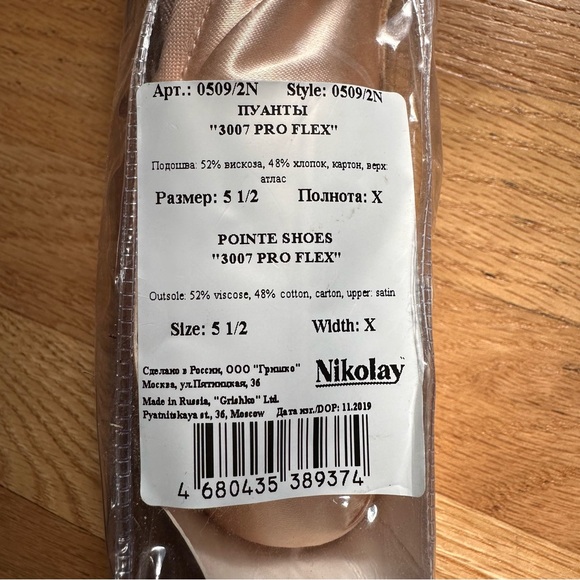 Арт.: 0509/2N Style: 0509/2N
ПУАНТЫ
"3007 PRO FLEX"
Подошва: 52% вискоза, 48% хлопок, картон, верх:
атлас
Размер: 5 1/2 Полнота: X
POINTE SHOES
"3007 PRO FLEX"
Outsole: 52% viscose, 48% cotton, carton, upper: satin
Size: 5 1/2 Width: X
Сделано в России, ООО "Гришко"
Москва, ул.Пятницкая, 36
Nikolay
Made in Russia, "Grishko" Ltd.
Pyatnitskaya st., 36, Moscow Дата изг./DOP: 11.2019
4 680435 389374